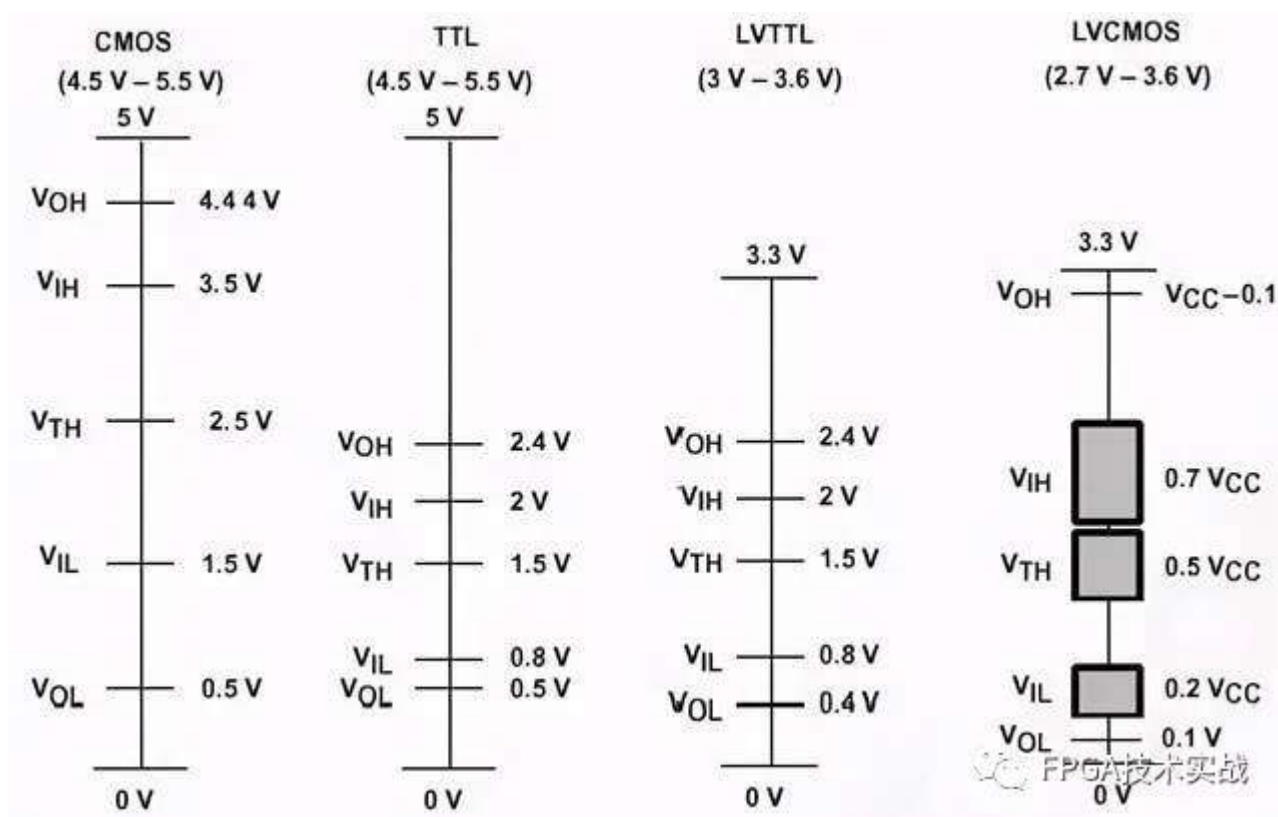 CMOS
(4.5 V – 5.5 V)
5 V
VOH 4.4 4 V
VIH 3.5 V
VTH 2.5 V
VIL 1.5 V
VOL 0.5 V
0 V
TTL
(4.5 V – 5.5 V)
5 V
VOH 2.4 V
VIH 2 V
VTH 1.5 V
VIL 0.8 V
VOL 0.5 V
0 V
LVTTL
(3 V – 3.6 V)
3.3 V
VOH 2.4 V
VIH 2 V
VTH 1.5 V
VIL 0.8 V
VOL 0.4 V
0 V
LVCMOS
(2.7 V – 3.6 V)
3.3 V
VOH VCC–0.1
VIH 0.7 VCC
VTH 0.5 VCC
VIL 0.2 VCC
VOL 0.1 V
FPGA技术实战
0 V